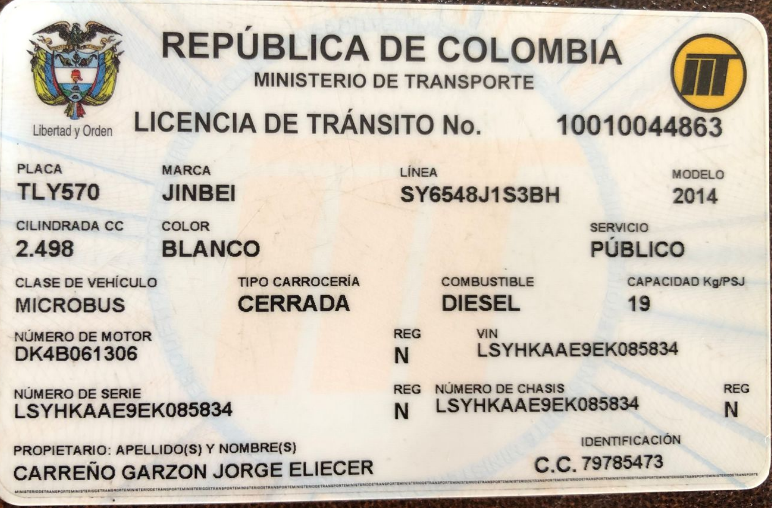 REPÚBLICA DE COLOMBIA
MINISTERIO DE TRANSPORTE
Libertad y Orden
LICENCIA DE TRÁNSITO No. 10010044863
PLACA MARCA LÍNEA MODELO
TLY570 JINBEI SY6548J1S3BH 2014
CILINDRADA CC COLOR SERVICIO
2.498 BLANCO PÚBLICO
CLASE DE VEHÍCULO TIPO CARROCERÍA COMBUSTIBLE CAPACIDAD Kg/PSJ
MICROBUS CERRADA DIESEL 19
NÚMERO DE MOTOR REG VIN
DK4B061306 N LSYHKAAE9EK085834
NÚMERO DE SERIE REG NÚMERO DE CHASIS REG
LSYHKAAE9EK085834 N LSYHKAAE9EK085834 N
PROPIETARIO: APELLIDO(S) Y NOMBRE(S) IDENTIFICACIÓN
CARREÑO GARZON JORGE ELIECER C.C. 79785473